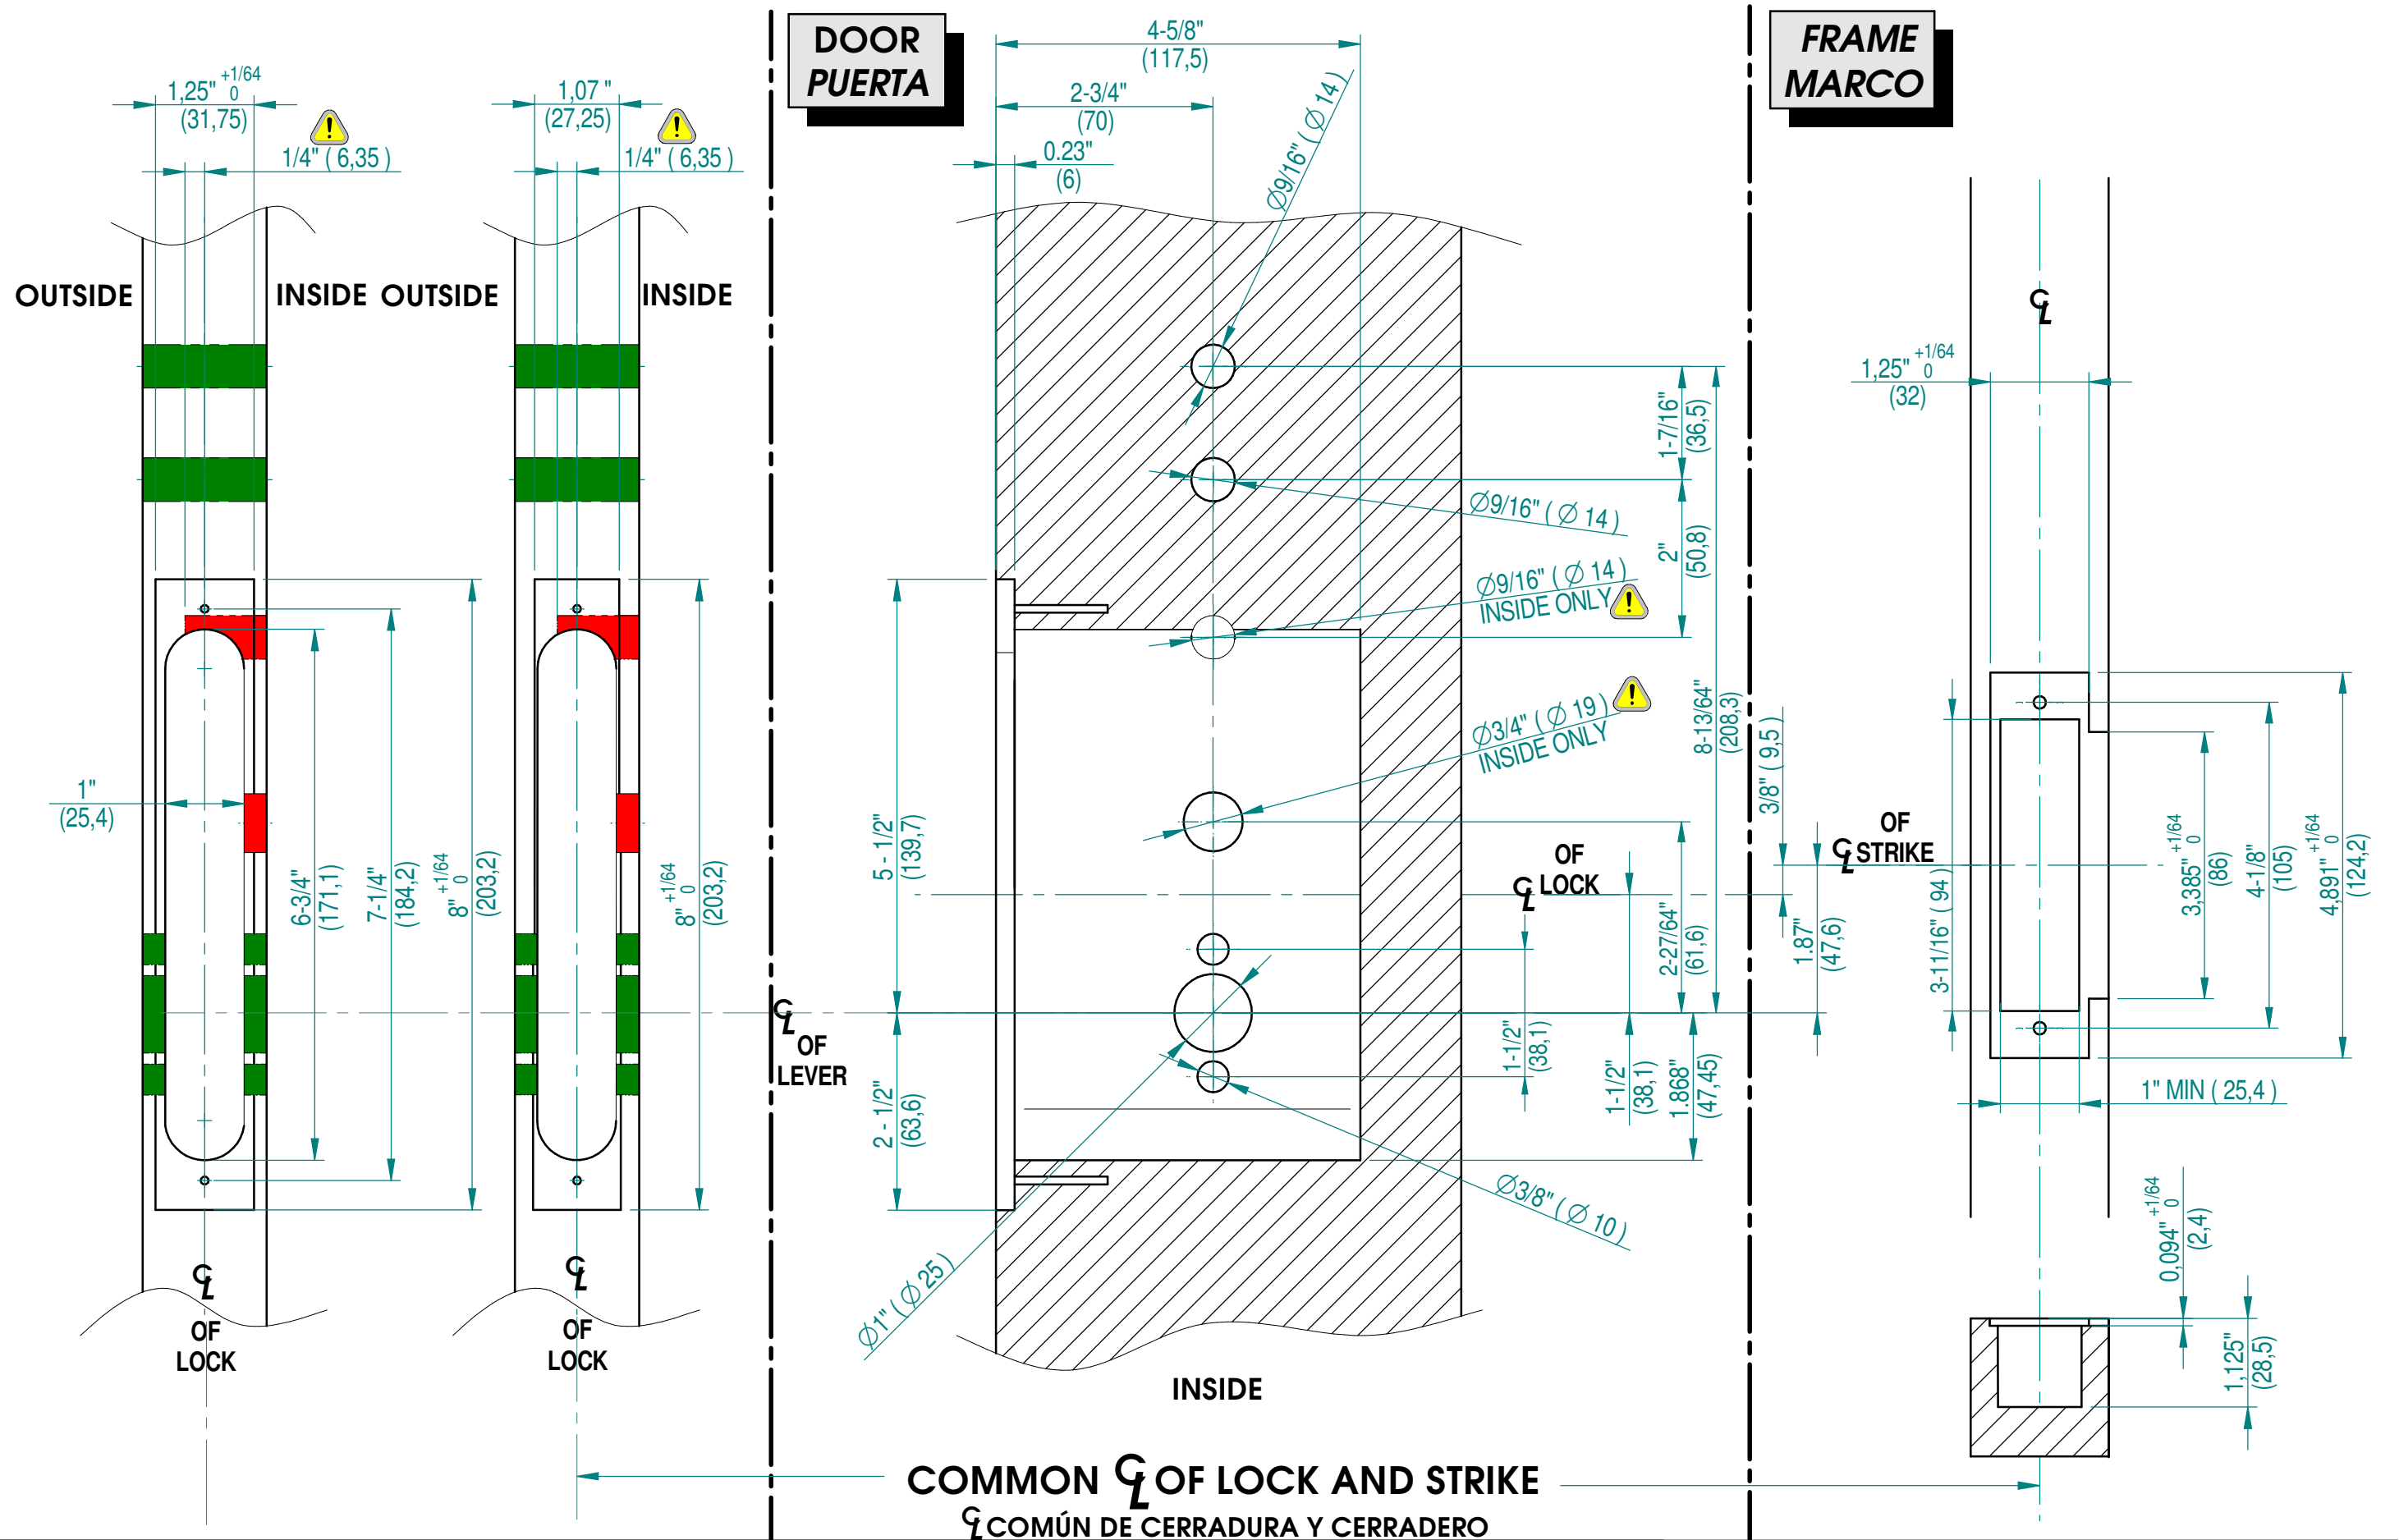 1,25" +1/64 0
(31,75)
1/4" ( 6,35 )
1,07 "
(27,25)
1/4" ( 6,35 )
OUTSIDE
INSIDE
OUTSIDE
INSIDE
1"
(25,4)
6-3/4"
(171,1)
7-1/4"
(184,2)
8" +1/64 0
(203,2)
8" +1/64 0
(203,2)
℄
OF
LOCK
℄
OF
LOCK
DOOR
PUERTA
4-5/8"
(117,5)
2-3/4"
(70)
0.23"
(6)
∅9/16" ( ∅ 14 )
∅9/16" ( ∅ 14 )
∅9/16" ( ∅ 14 )
INSIDE ONLY
∅3/4" ( ∅ 19 )
INSIDE ONLY
1-7/16"
(36,5)
2"
(50,8)
8-13/64"
(208,3)
5 - 1/2"
(139,7)
2 - 1/2"
(63,6)
℄
OF
LEVER
OF
℄ LOCK
2-27/64"
(61,6)
1-1/2"
(38,1)
1-1/2"
(38,1)
1.868"
(47,45)
∅3/8" ( ∅ 10 )
∅1" ( ∅ 25 )
INSIDE
FRAME
MARCO
℄
1,25" +1/64 0
(32)
3/8" ( 9,5 )
OF
℄ STRIKE
1.87"
(47,6)
3-11/16" ( 94 )
3,385" +1/64 0
(86)
4-1/8"
(105)
4,891" +1/64 0
(124,2)
1" MIN ( 25,4 )
0,094" +1/64 0
(2,4)
1,125"
(28,5)
COMMON ℄ OF LOCK AND STRIKE
℄ COMÚN DE CERRADURA Y CERRADERO